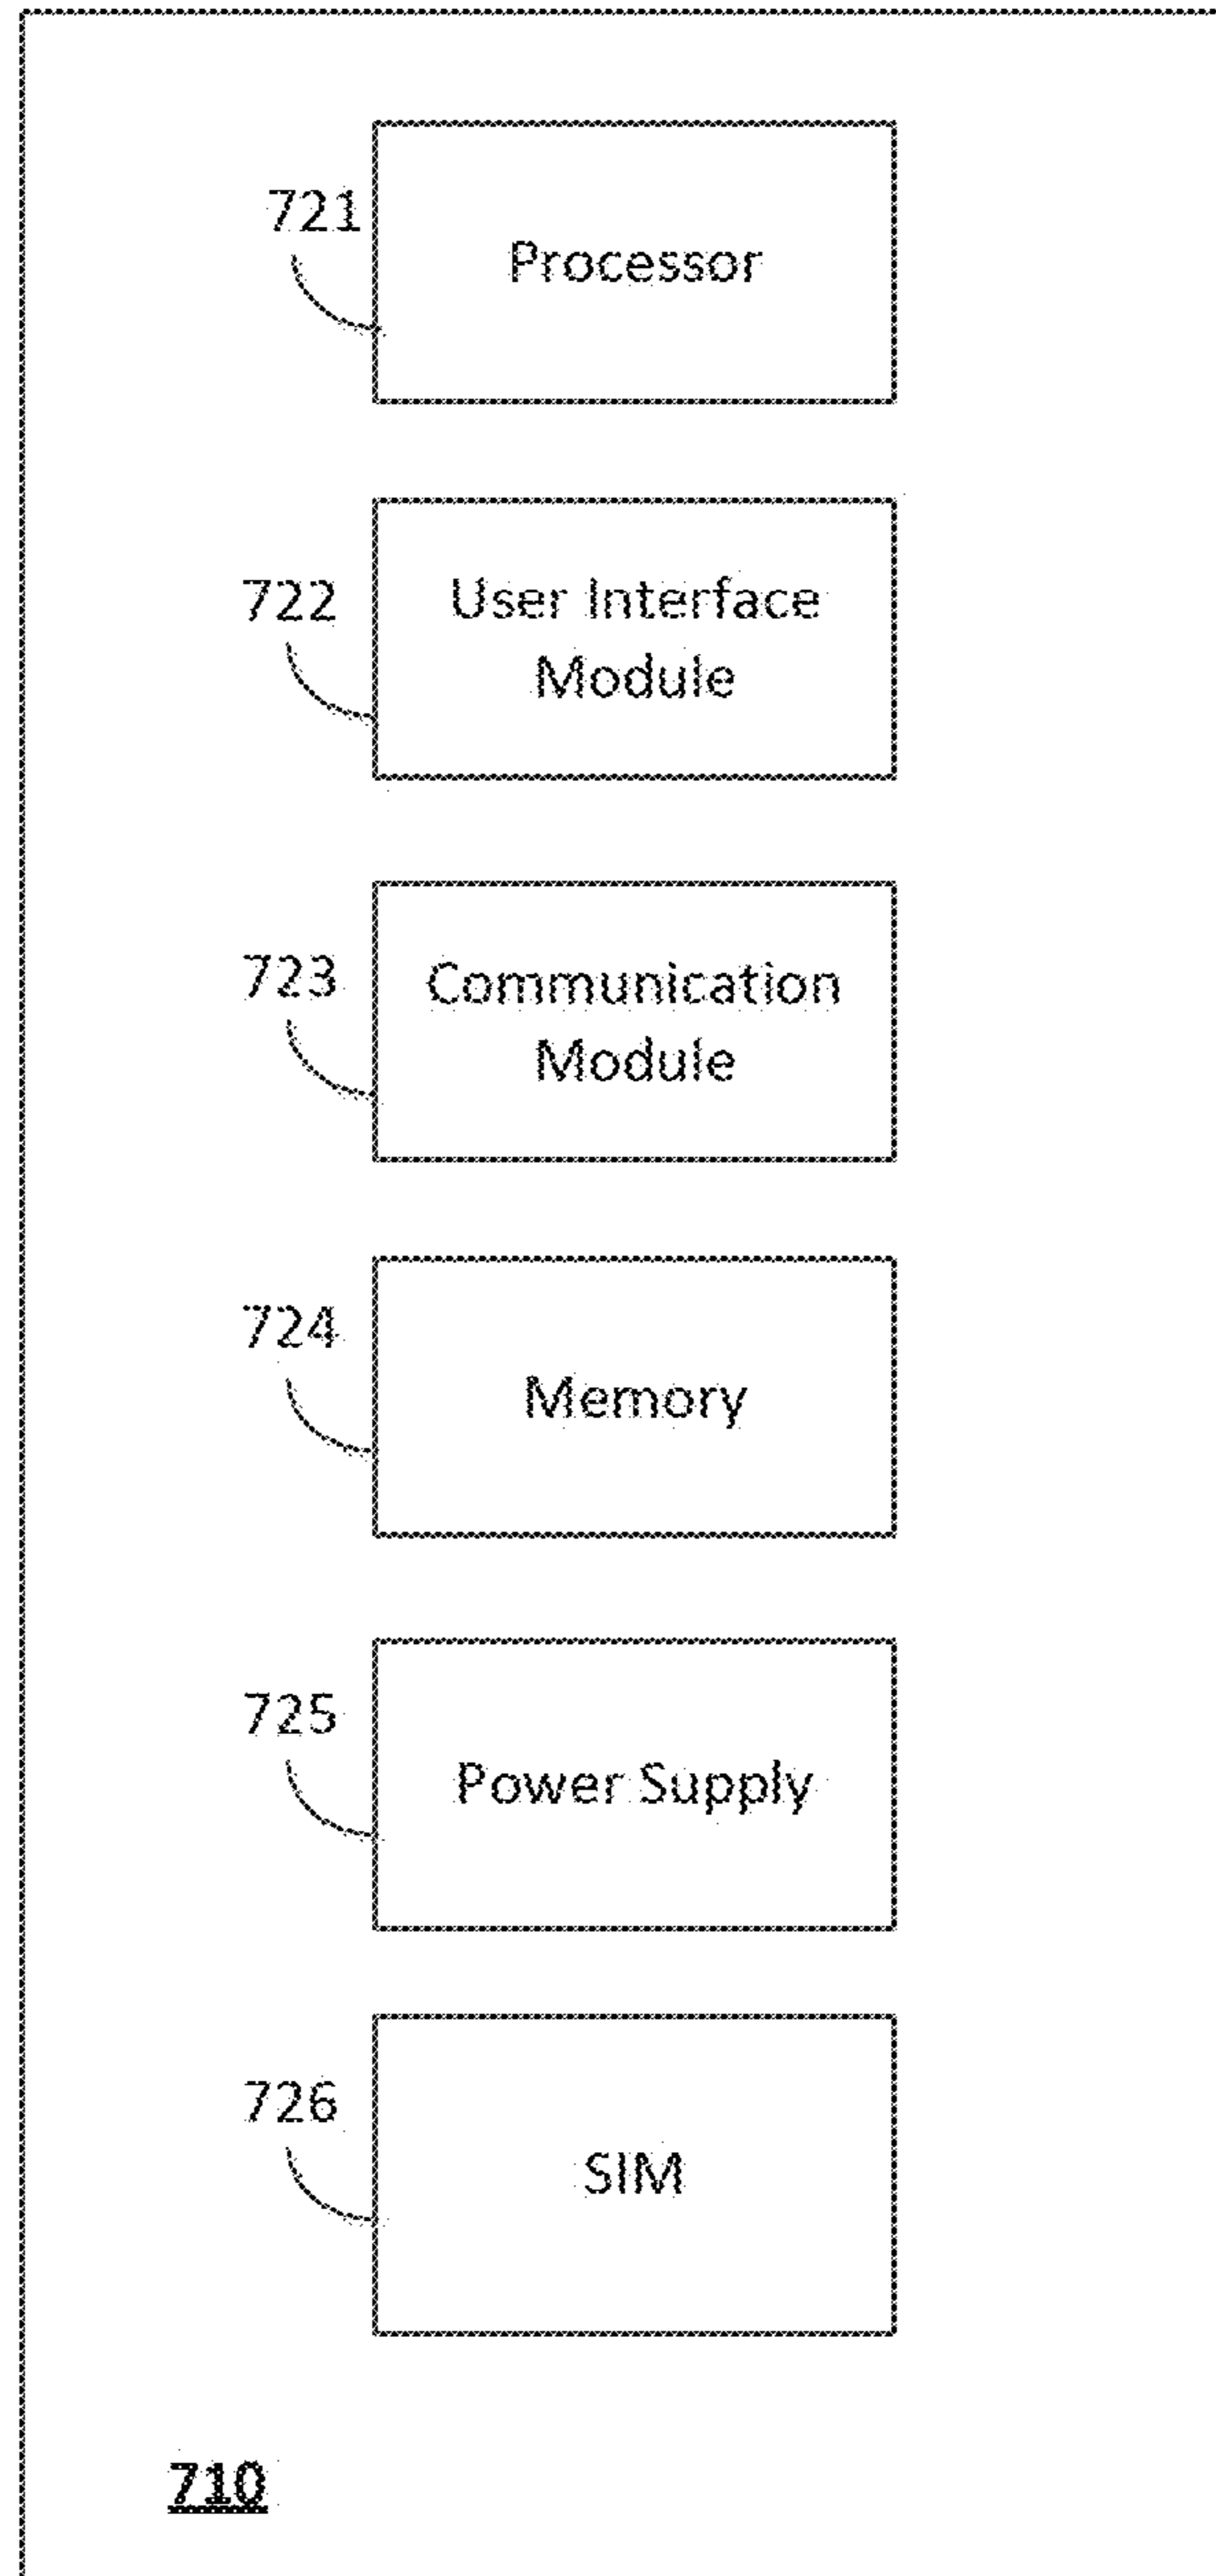 721
Processor
722
User Interface
Module
723
Communication
Module
724
Memory
725
Power Supply
726
SIM
710